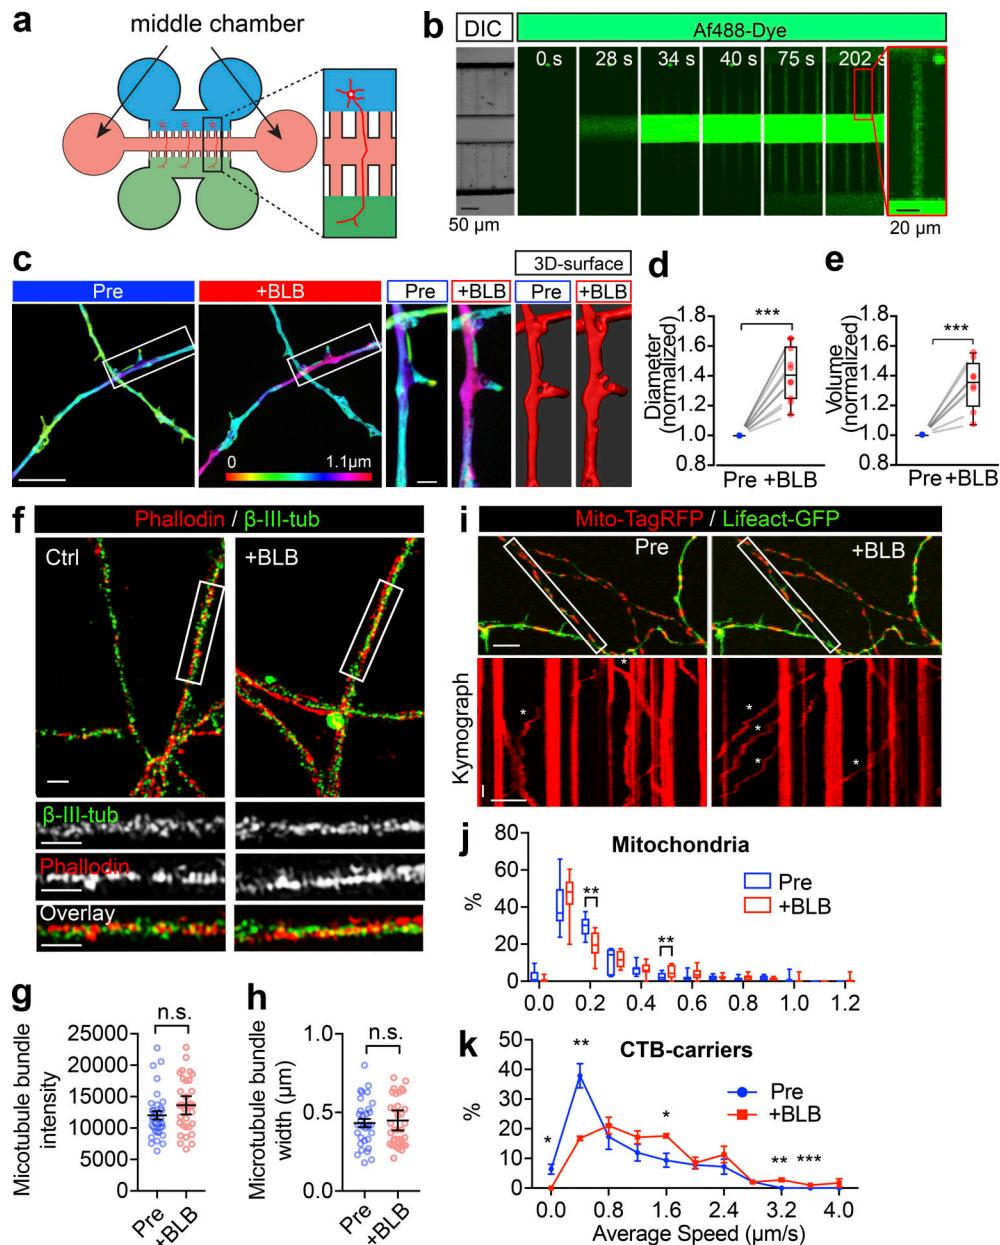 a
middle chamber
b
DIC
Af488-Dye
0 s
28 s
34 s
40 s
75 s
202 s
50 µm
20 µm
c
Pre
+BLB
Pre
+BLB
3D-surface
Pre
+BLB
0
1.1µm
d
***
Diameter
(normalized)
1.8
1.6
1.4
1.2
1.0
0.8
Pre +BLB
e
***
Volume
(normalized)
1.8
1.6
1.4
1.2
1.0
0.8
Pre +BLB
f
Phallodin / β-III-tub
Ctrl
+BLB
β-III-tub
Phallodin
Overlay
g
n.s.
Micotubule bundle
intensity
25000
20000
15000
10000
5000
0
Pre
+BLB
h
n.s.
Microtubule bundle
width (µm)
1.0
0.5
0.0
Pre
+BLB
i
Mito-TagRFP / Lifeact-GFP
Pre
+BLB
Kymograph
*
*
*
*
*
*
j
Mitochondria
%
60
40
20
0
**
**
Pre
+BLB
0.0 0.2 0.4 0.6 0.8 1.0 1.2
k
CTB-carriers
%
50
40
30
20
10
0
*
**
*
**
***
Pre
+BLB
0.0 0.8 1.6 2.4 3.2 4.0
Average Speed (µm/s)